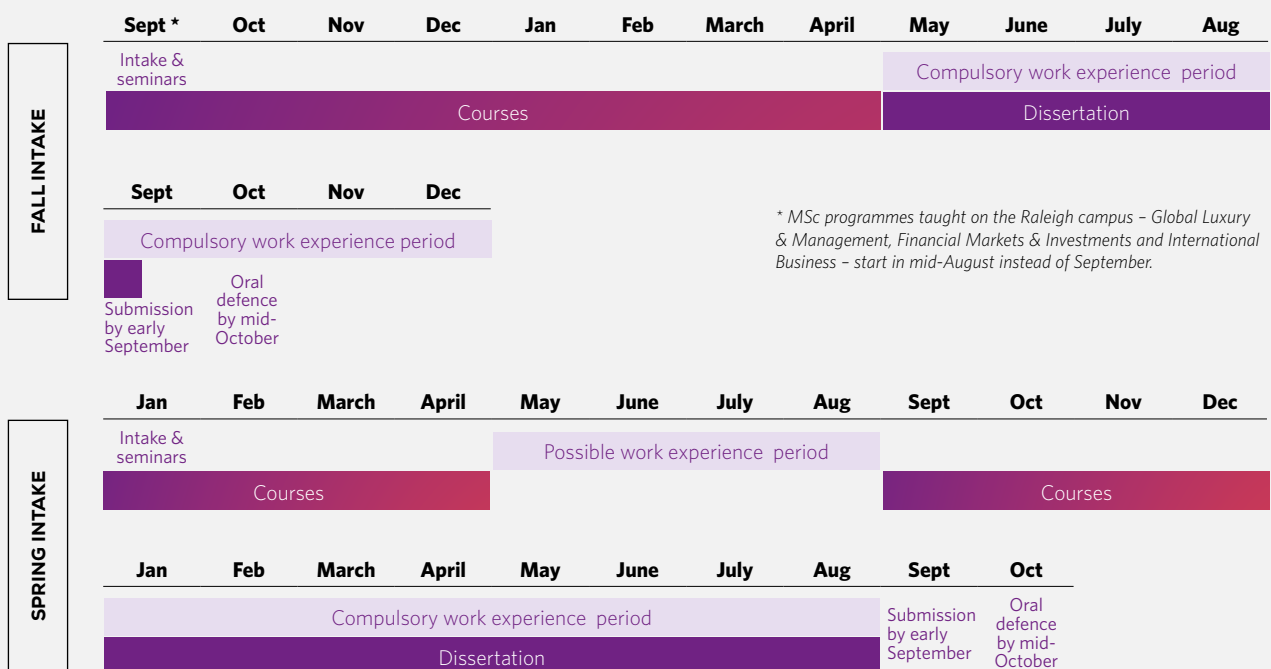 FALL INTAKE
Sept * Oct Nov Dec Jan Feb March April May June July Aug
Intake &
seminars
Compulsory work experience period
Courses
Dissertation
Sept Oct Nov Dec
Compulsory work experience period
Submission
by early
September
Oral
defence
by mid-
October
* MSc programmes taught on the Raleigh campus – Global Luxury
& Management, Financial Markets & Investments and International
Business – start in mid-August instead of September.
SPRING INTAKE
Jan Feb March April May June July Aug Sept Oct Nov Dec
Intake &
seminars
Possible work experience period
Courses
Courses
Jan Feb March April May June July Aug Sept Oct
Compulsory work experience period
Dissertation
Submission
by early
September
Oral
defence
by mid-
October